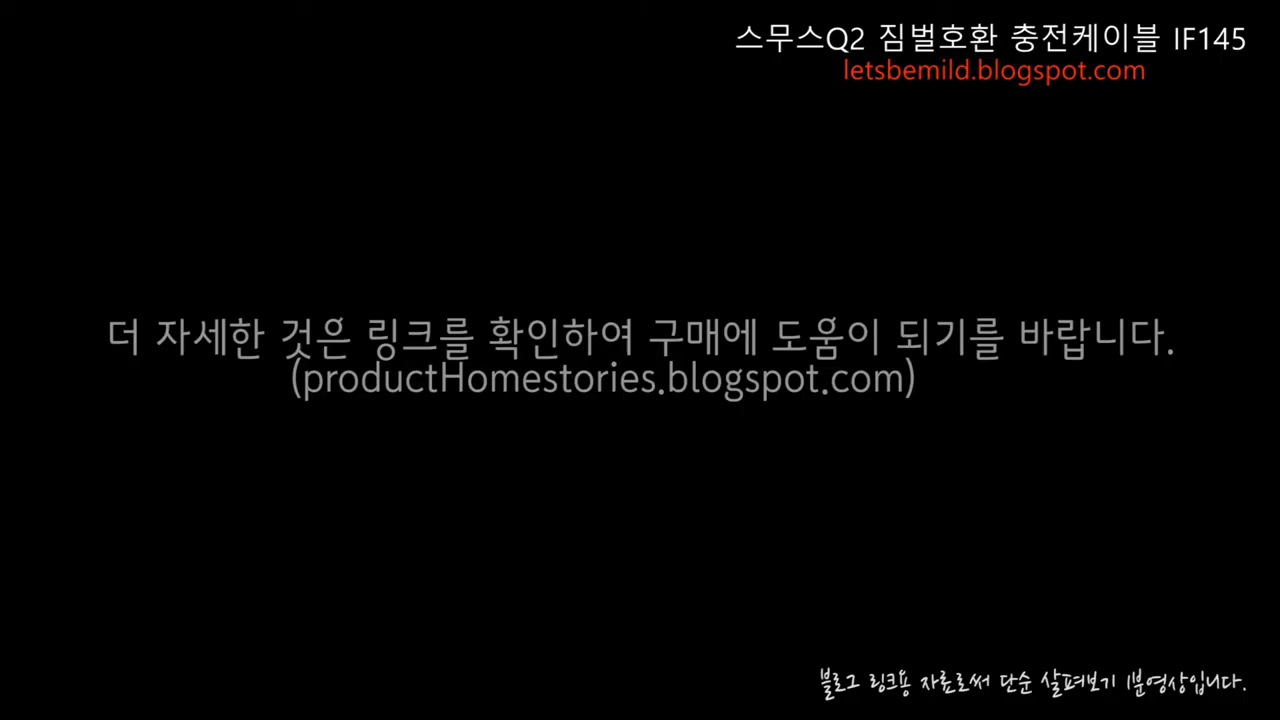 스무스Q2 짐벌호환 충전케이블 IF145
letsbemild.blogspot.com
더 자세한 것은 링크를 확인하여 구매에 도움이 되기를 바랍니다.
(productHomestories.blogspot.com)
블로그 링크용 자료로써 단순 살펴보기 1분영상입니다.